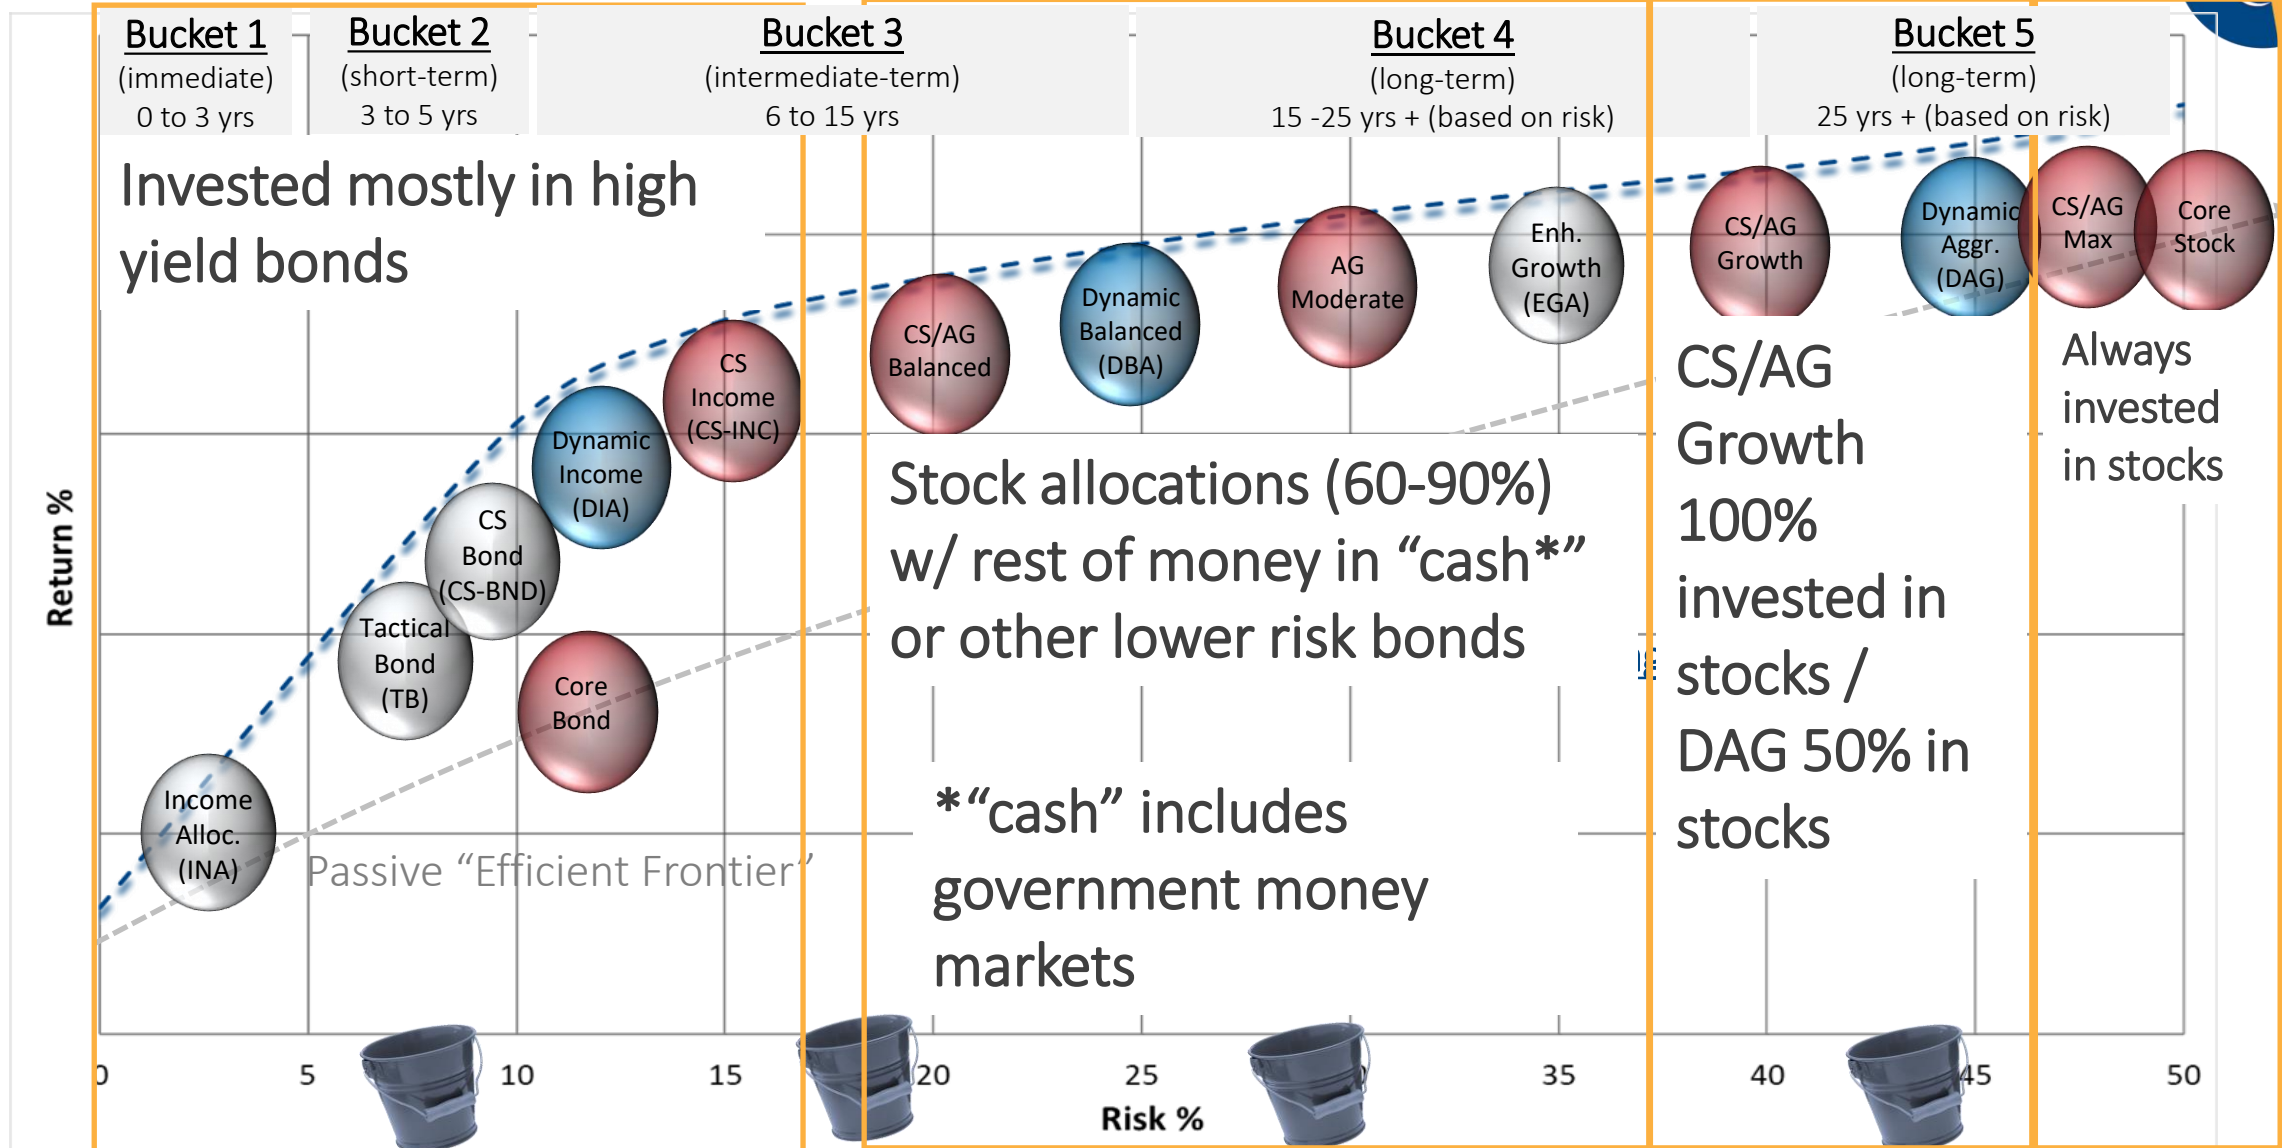 Bucket 1
(immediate)
0 to 3 yrs
Bucket 2
(short-term)
3 to 5 yrs
Bucket 3
(intermediate-term)
6 to 15 yrs
Bucket 4
(long-term)
15 -25 yrs + (based on risk)
Bucket 5
(long-term)
25 yrs + (based on risk)
Invested mostly in high
yield bonds
Income
Alloc.
(INA)
Tactical
Bond
(TB)
CS
Bond
(CS-BND)
Dynamic
Income
(DIA)
Core
Bond
CS
Income
(CS-INC)
CS/AG
Balanced
Dynamic
Balanced
(DBA)
AG
Moderate
Enh.
Growth
(EGA)
CS/AG
Growth
Dynamic
Aggr.
(DAG)
CS/AG
Max
Core
Stock
Stock allocations (60-90%)
w/ rest of money in “cash*”
or other lower risk bonds
*“cash” includes
government money
markets
CS/AG
Growth
100%
invested in
stocks /
DAG 50% in
stocks
Always
invested
in stocks
Passive “Efficient Frontier”
Return %
0 5 10 15 20 25 35 40 45 50
Risk %